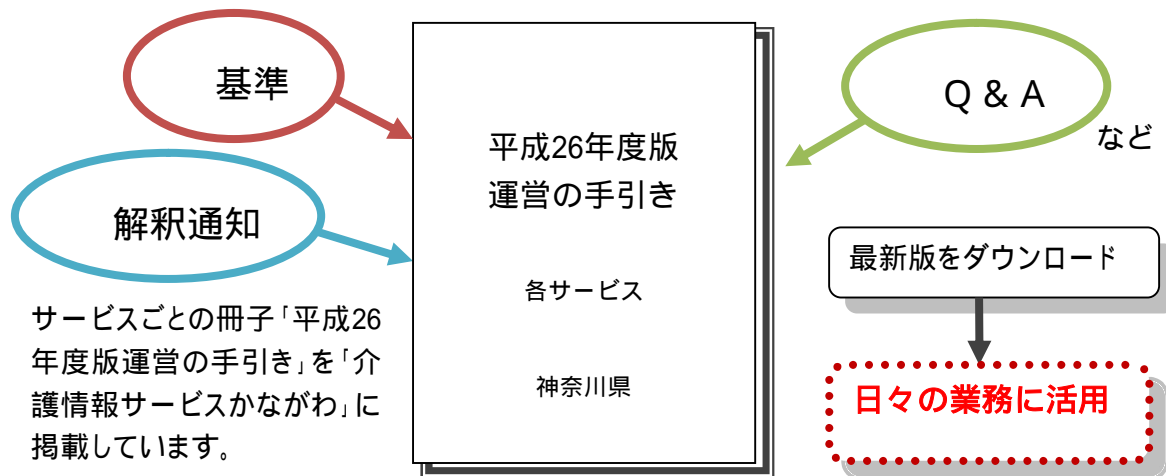 基準
解釈通知
サービスごとの冊子「平成26
年度版運営の手引き」を「介
護情報サービスかながわ」に
掲載しています。
平成26年度版
運営の手引き
各サービス
神奈川県
Q & A
など
最新版をダウンロード
日々の業務に活用